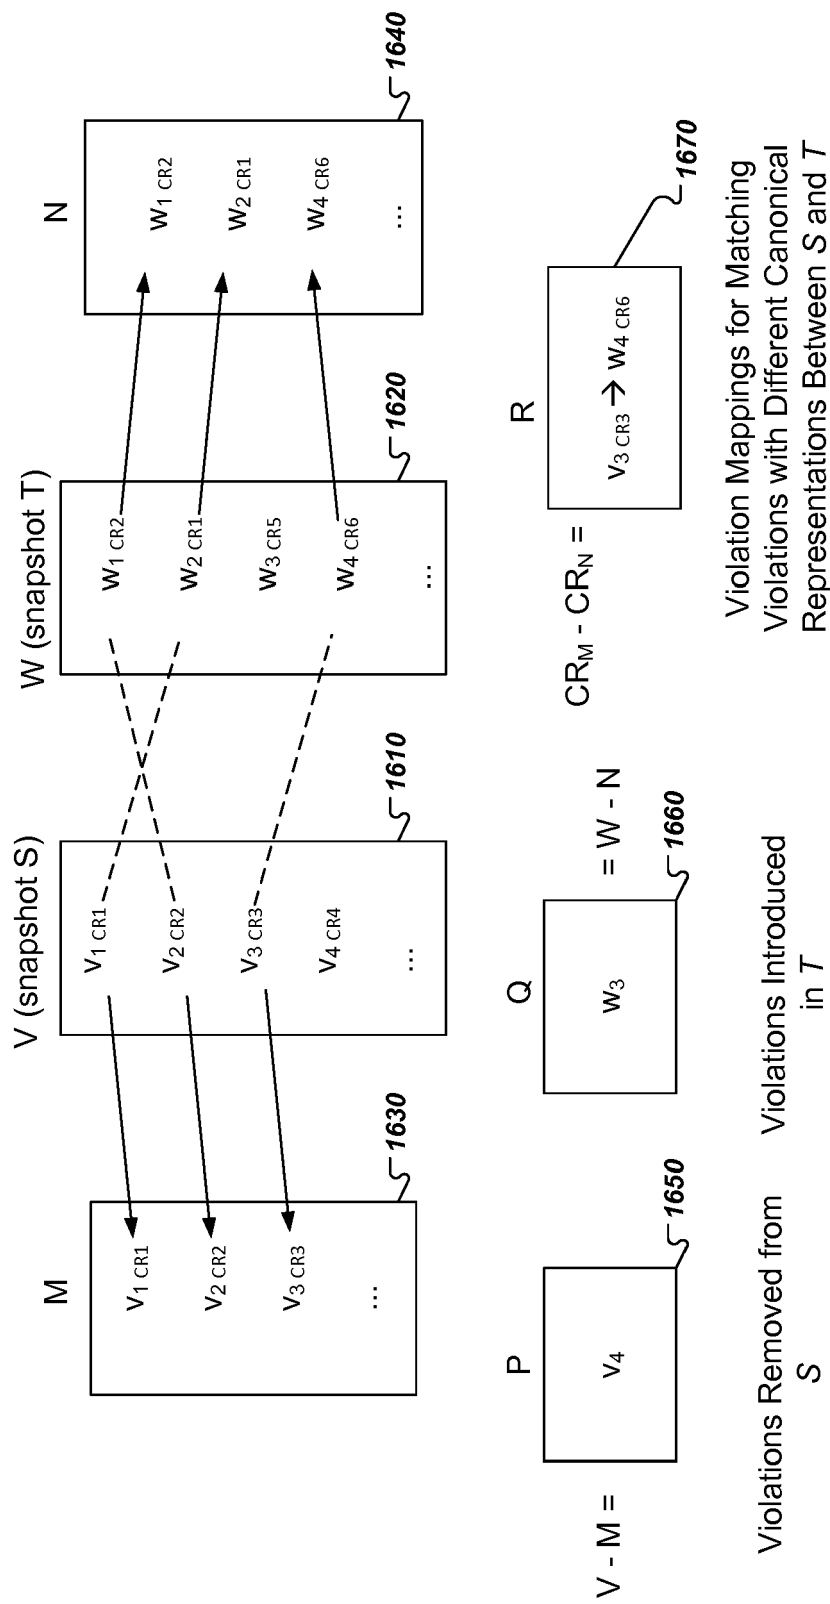 M
V (snapshot S)
W (snapshot T)
N
V1 CR1
V2 CR2
V3 CR3
...
1630
V1 CR1
V2 CR2
V3 CR3
V4 CR4
...
1610
W1 CR2
W2 CR1
W3 CR5
W4 CR6
...
1620
W1 CR2
W2 CR1
W4 CR6
...
1640
P
V - M =
V4
1650
Violations Removed from
S
Q
W3
= W - N
1660
Violations Introduced
in T
R
CRM - CRN =
V3 CR3 → W4 CR6
1670
Violation Mappings for Matching
Violations with Different Canonical
Representations Between S and T